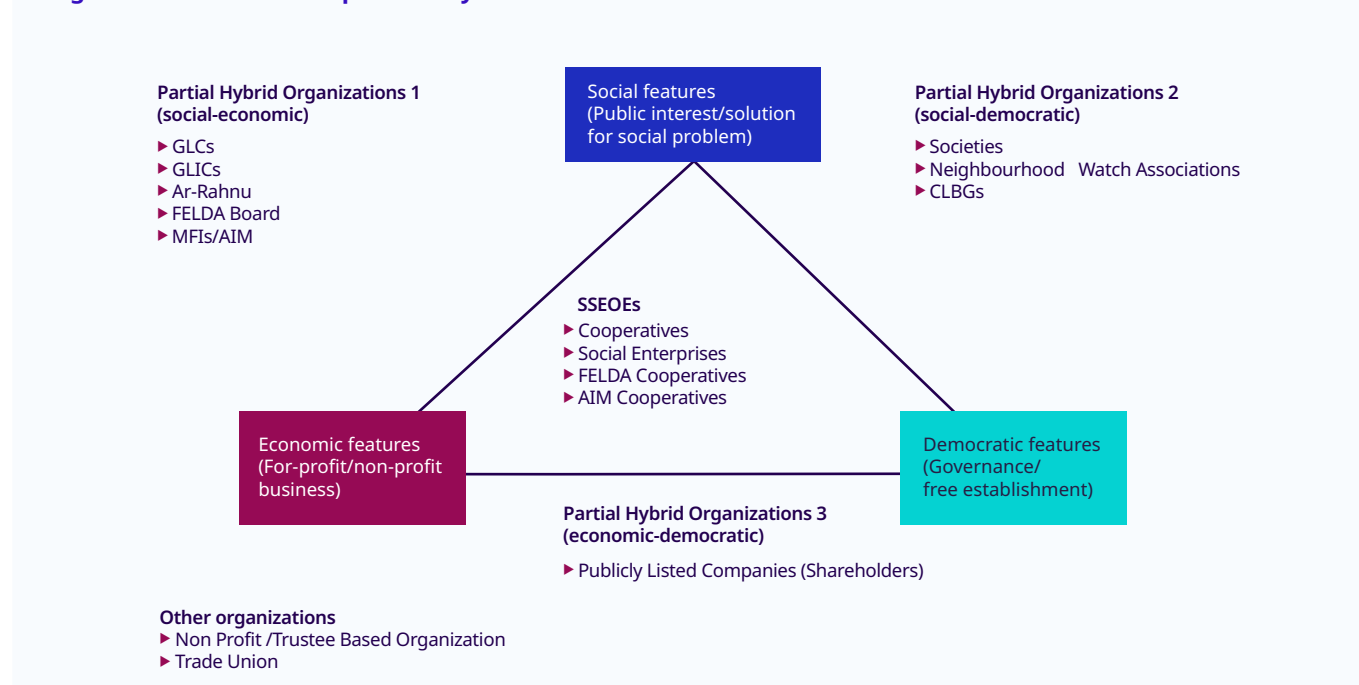 Partial Hybrid Organizations 1
(social-economic)
GLCs
GLICs
Ar-Rahnu
FELDA Board
MFIs/AIM
Social features
(Public interest/solution
for social problem)
Partial Hybrid Organizations 2
(social-democratic)
Societies
Neighbourhood Watch Associations
CLBGs
SSEOEs
Cooperatives
Social Enterprises
FELDA Cooperatives
AIM Cooperatives
Economic features
(For-profit/non-profit
business)
Democratic features
(Governance/
free establishment)
Partial Hybrid Organizations 3
(economic-democratic)
Publicly Listed Companies (Shareholders)
Other organizations
Non Profit /Trustee Based Organization
Trade Union